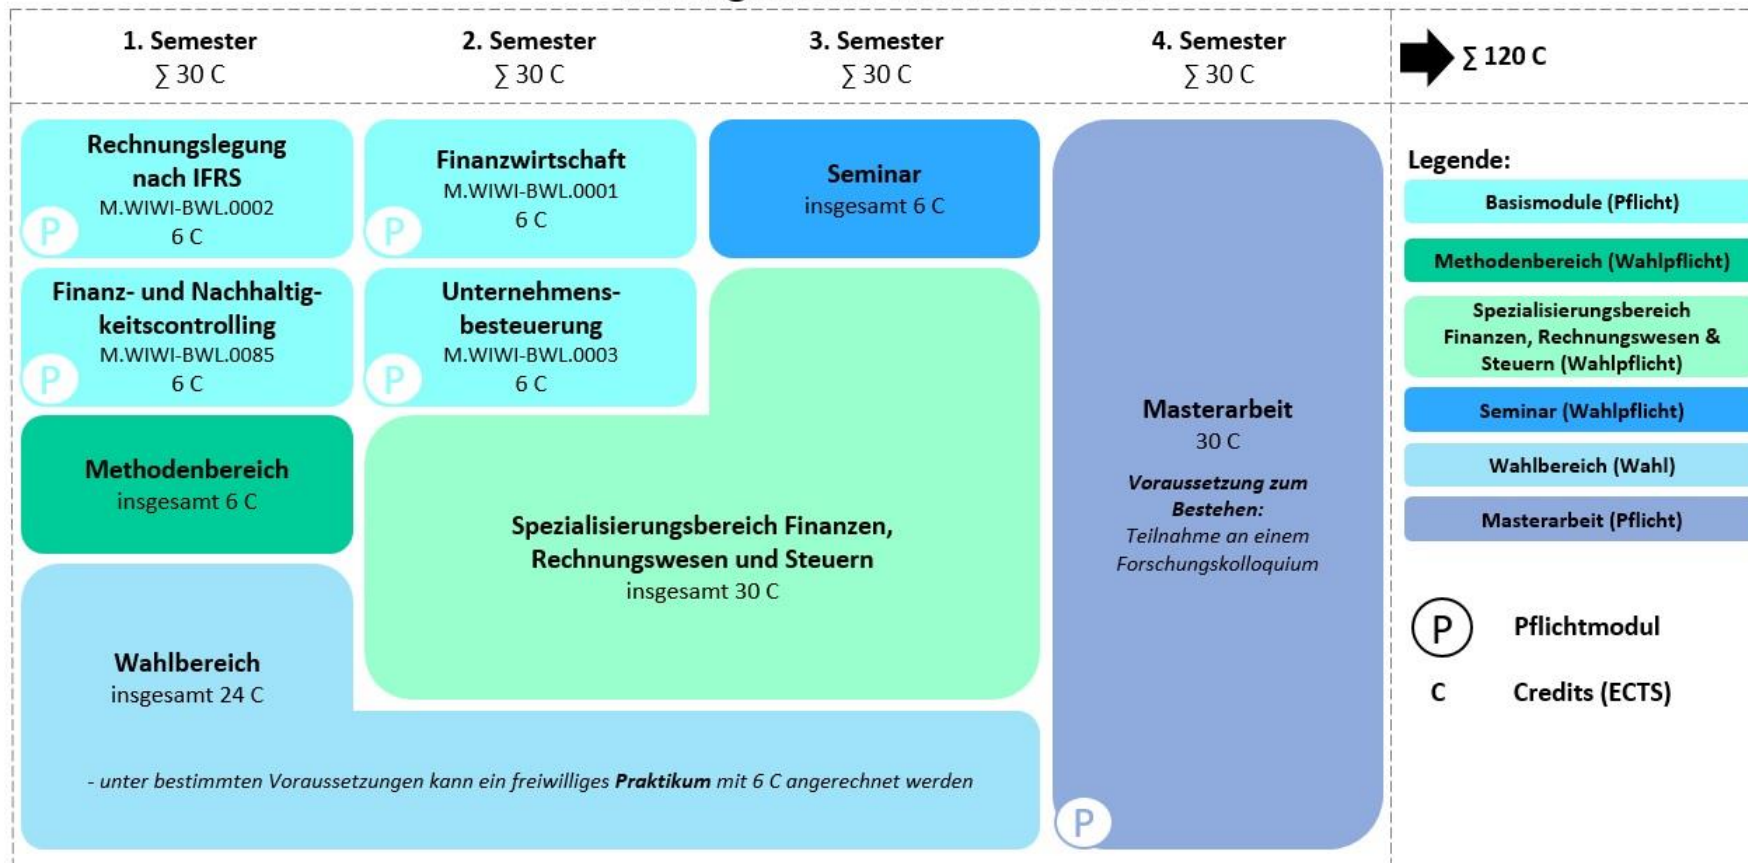 1. Semester
∑ 30 C
2. Semester
∑ 30 C
3. Semester
∑ 30 C
4. Semester
∑ 30 C
∑ 120 C
Rechnungslegung
nach IFRS
M.WIWI-BWL.0002
6 C
P
Finanzwirtschaft
M.WIWI-BWL.0001
6 C
P
Seminar
insgesamt 6 C
Finanz- und Nachhaltig-
keitscontrolling
M.WIWI-BWL.0085
6 C
P
Unternehmens-
besteuerung
M.WIWI-BWL.0003
6 C
P
Methodenbereich
insgesamt 6 C
Spezialisierungsbereich Finanzen,
Rechnungswesen und Steuern
insgesamt 30 C
Wahlbereich
insgesamt 24 C
- unter bestimmten Voraussetzungen kann ein freiwilliges Praktikum mit 6 C angerechnet werden
Masterarbeit
30 C
Voraussetzung zum
Bestehen:
Teilnahme an einem
Forschungskolloquium
P
Legende:
Basismodule (Pflicht)
Methodenbereich (Wahlpflicht)
Spezialisierungsbereich
Finanzen, Rechnungswesen &
Steuern (Wahlpflicht)
Seminar (Wahlpflicht)
Wahlbereich (Wahl)
Masterarbeit (Pflicht)
P Pflichtmodul
C Credits (ECTS)